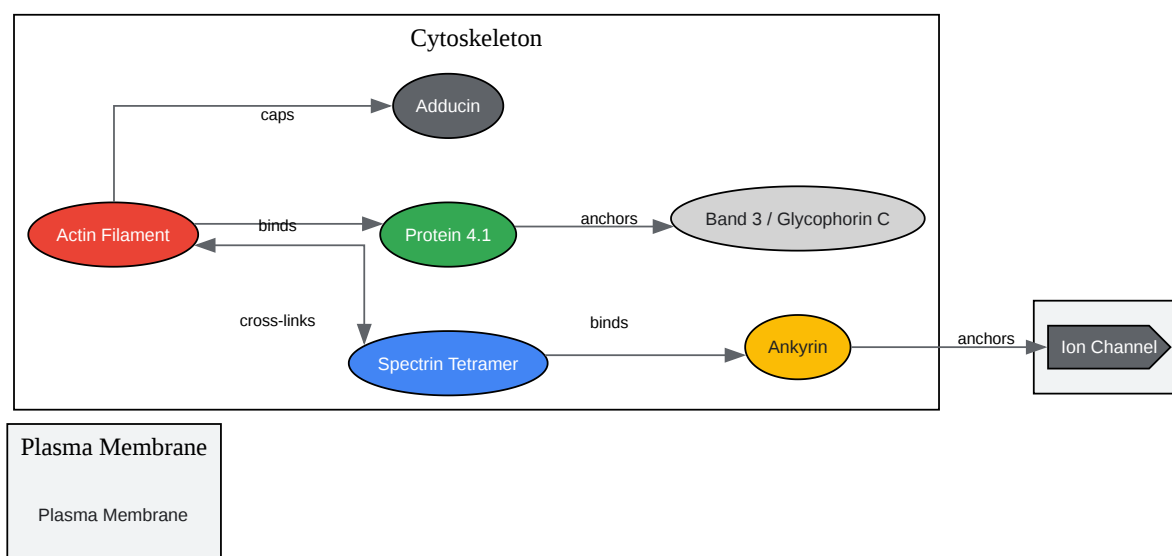 Cytoskeleton
Adducin
caps
Actin Filament
binds
Protein 4.1
anchors
Band 3 / Glycophorin C
cross-links
Spectrin Tetramer
binds
Ankyrin
anchors
Ion Channel
Plasma Membrane
Plasma Membrane